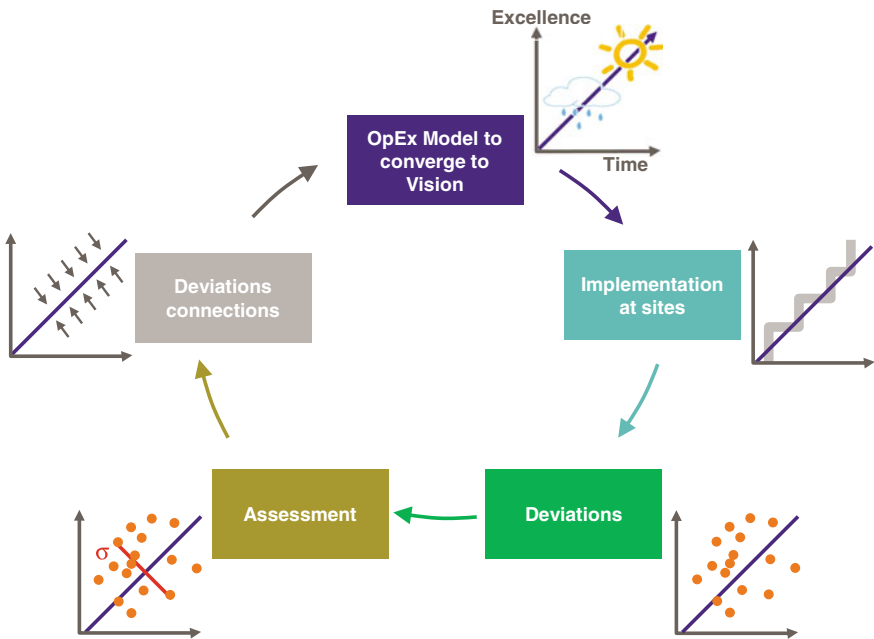 Excellence
Time
OpEx Model to
converge to
Vision
Implementation
at sites
Deviations
Assessment
σ
Deviations
connections